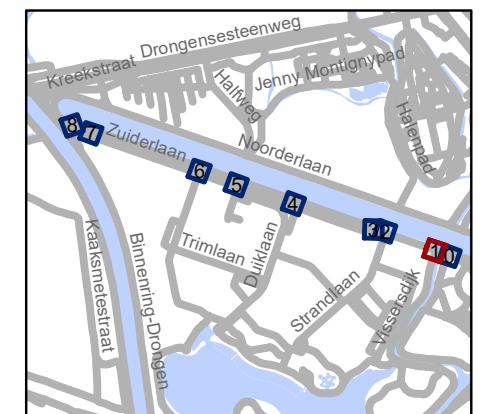 Drongensesteenweg
Kreekstraat
Jenny Montignypad
Halfweg
Halenpad
8
7
Zuiderlaan
Noorderlaan
6
5
4
3
2
1
0
Kaaksmetestraat
Binnenring-Drongen
Trimlaan
Duiklaan
Strandlaan
Vissersdijk